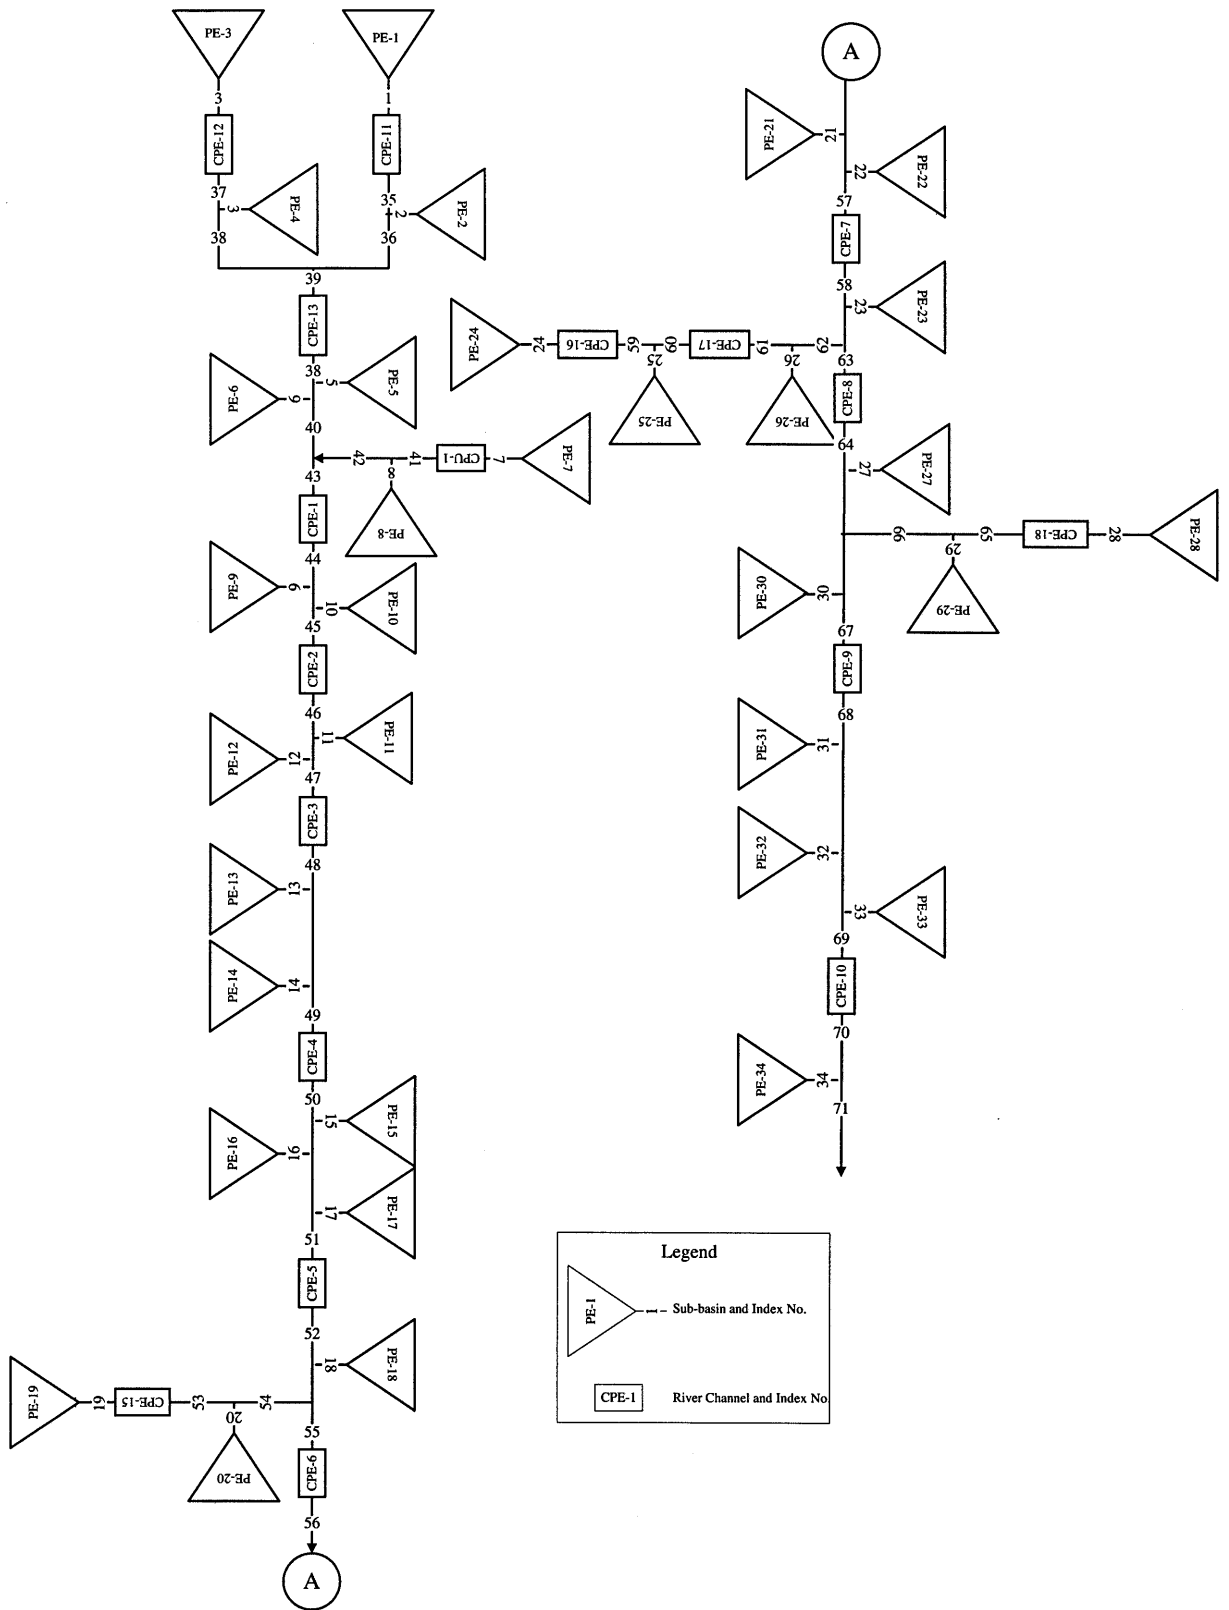 PE-3
PE-1
3
1
CPE-12
CPE-11
37
35
3
PE-4
2
PE-2
38
36
39
CPE-13
38
5
PE-5
PE-6
6
40
42
41
CPU-1
7
PE-7
43
8
PE-8
CPE-1
44
PE-9
9
10
PE-10
45
CPE-2
46
11
PE-11
PE-12
12
47
CPE-3
48
PE-13
13
PE-14
14
49
CPE-4
50
15
PE-15
PE-16
16
17
PE-17
51
CPE-5
52
18
PE-18
PE-19
19
CPE-15
53
54
20
PE-20
55
CPE-6
56
A
A
PE-21
21
22
PE-22
57
CPE-7
58
23
PE-23
PE-24
24
CPE-16
59
60
CPE-17
61
62
63
25
PE-25
26
PE-26
CPE-8
64
27
PE-27
66
65
CPE-18
28
PE-28
29
PE-29
PE-30
30
67
CPE-9
68
PE-31
31
PE-32
32
33
PE-33
69
CPE-10
70
PE-34
34
71
Legend
PE-1
1
Sub-basin and Index No.
CPE-1
River Channel and Index No.